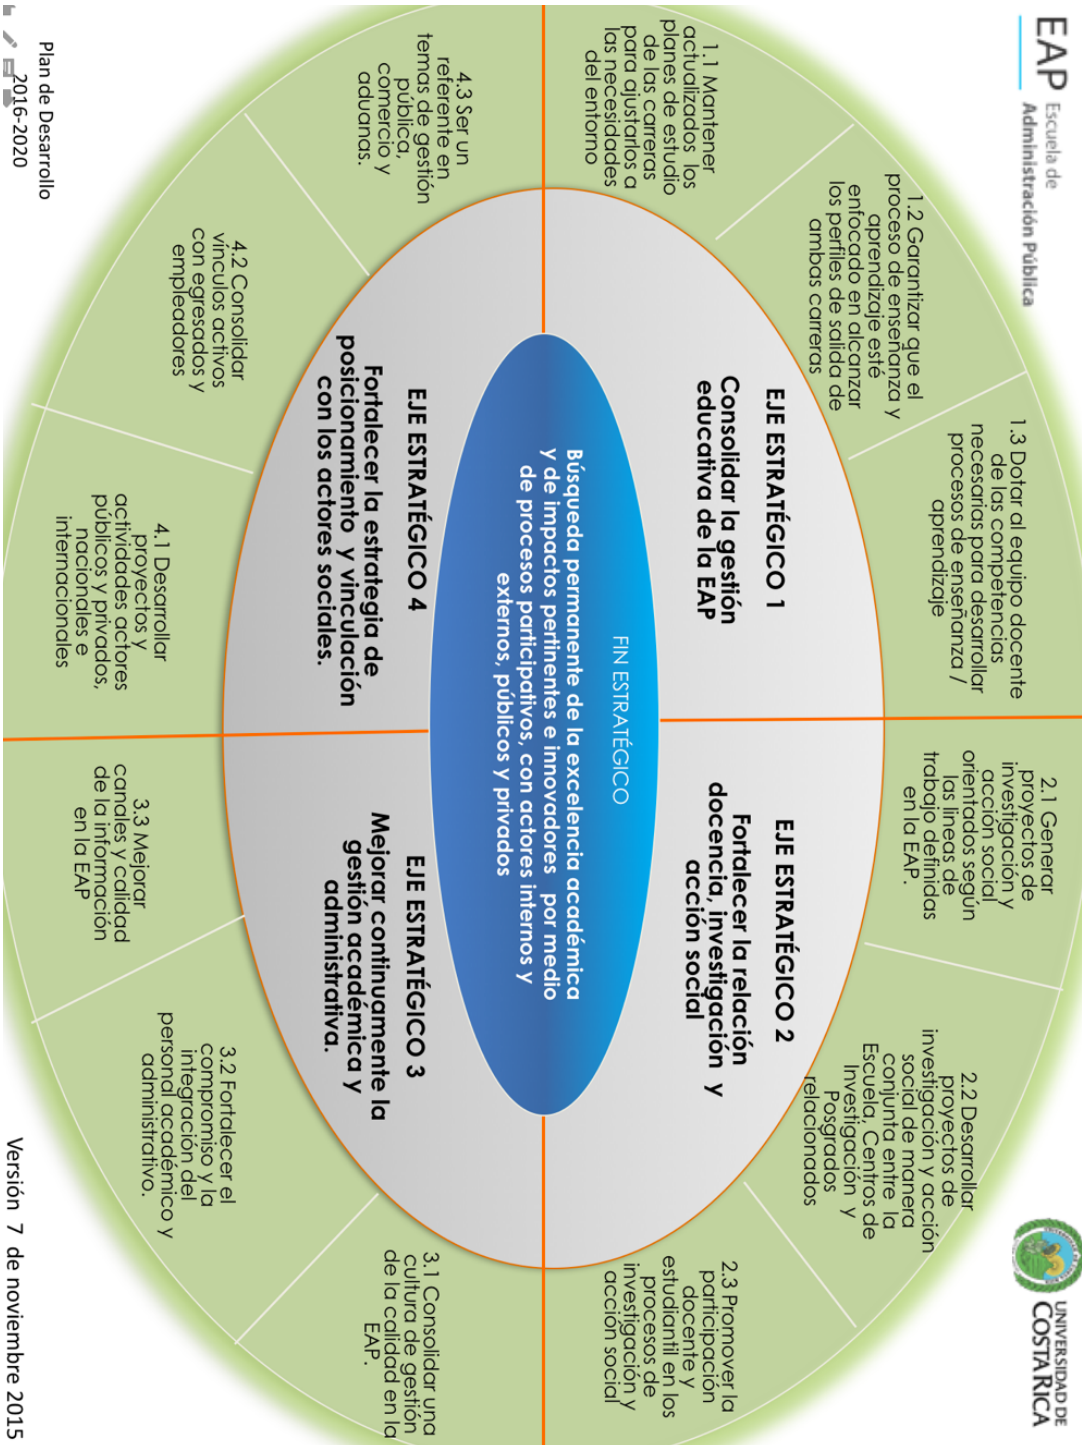 EAP
Escuela de
Administración Pública
UNIVERSIDAD DE
COSTA RICA
1.1 Mantener
actualizados los
planes de estudio
de las carreras
para ajustarlos a
las necesidades
del entorno
1.2 Garantizar que el
proceso de enseñanza y
aprendizaje esté
enfocado en alcanzar
los perfiles de salida de
ambas carreras
1.3 Dotar al equipo docente
de las competencias
necesarias para desarrollar
procesos de enseñanza /
aprendizaje
2.1 Generar
proyectos de
investigación y
acción social
orientados según
las lineas de
trabajo definidas
en la EAP.
2.2 Desarrollar
proyectos de
investigación y acción
social de manera
conjunta entre la
Escuela, Centros de
Investigación y
Posgrados
relacionados
2.3 Promover la
participación
docente y
estudiantil en los
procesos de
investigación y
acción social
EJE ESTRATÉGICO 1
Consolidar la gestión
educativa de la EAP
EJE ESTRATÉGICO 2
Fortalecer la relación
docencia, investigación y
acción social
FIN ESTRATÉGICO
Búsqueda permanente de la excelencia académica
y de impactos pertinentes e innovadores por medio
de procesos participativos, con actores internos y
externos, públicos y privados
EJE ESTRATÉGICO 4
Fortalecer la estrategia de
posicionamiento y vinculación
con los actores sociales.
EJE ESTRATÉGICO 3
Mejorar continuamente la
gestión académica y
administrativa.
4.3 Ser un
referente en
temas de gestión
pública,
comercio y
aduanas.
4.2 Consolidar
vínculos activos
con egresados y
empleadores
4.1 Desarrollar
proyectos y
actividades actores
públicos y privados,
nacionales e
internacionales
3.3 Mejorar
canales y calidad
de la información
en la EAP
3.2 Fortalecer el
compromiso y la
integración del
personal académico y
administrativo.
3.1 Consolidar una
cultura de gestión
de la calidad en la
EAP.
Plan de Desarrollo
2016-2020
Versión 7 de noviembre 2015